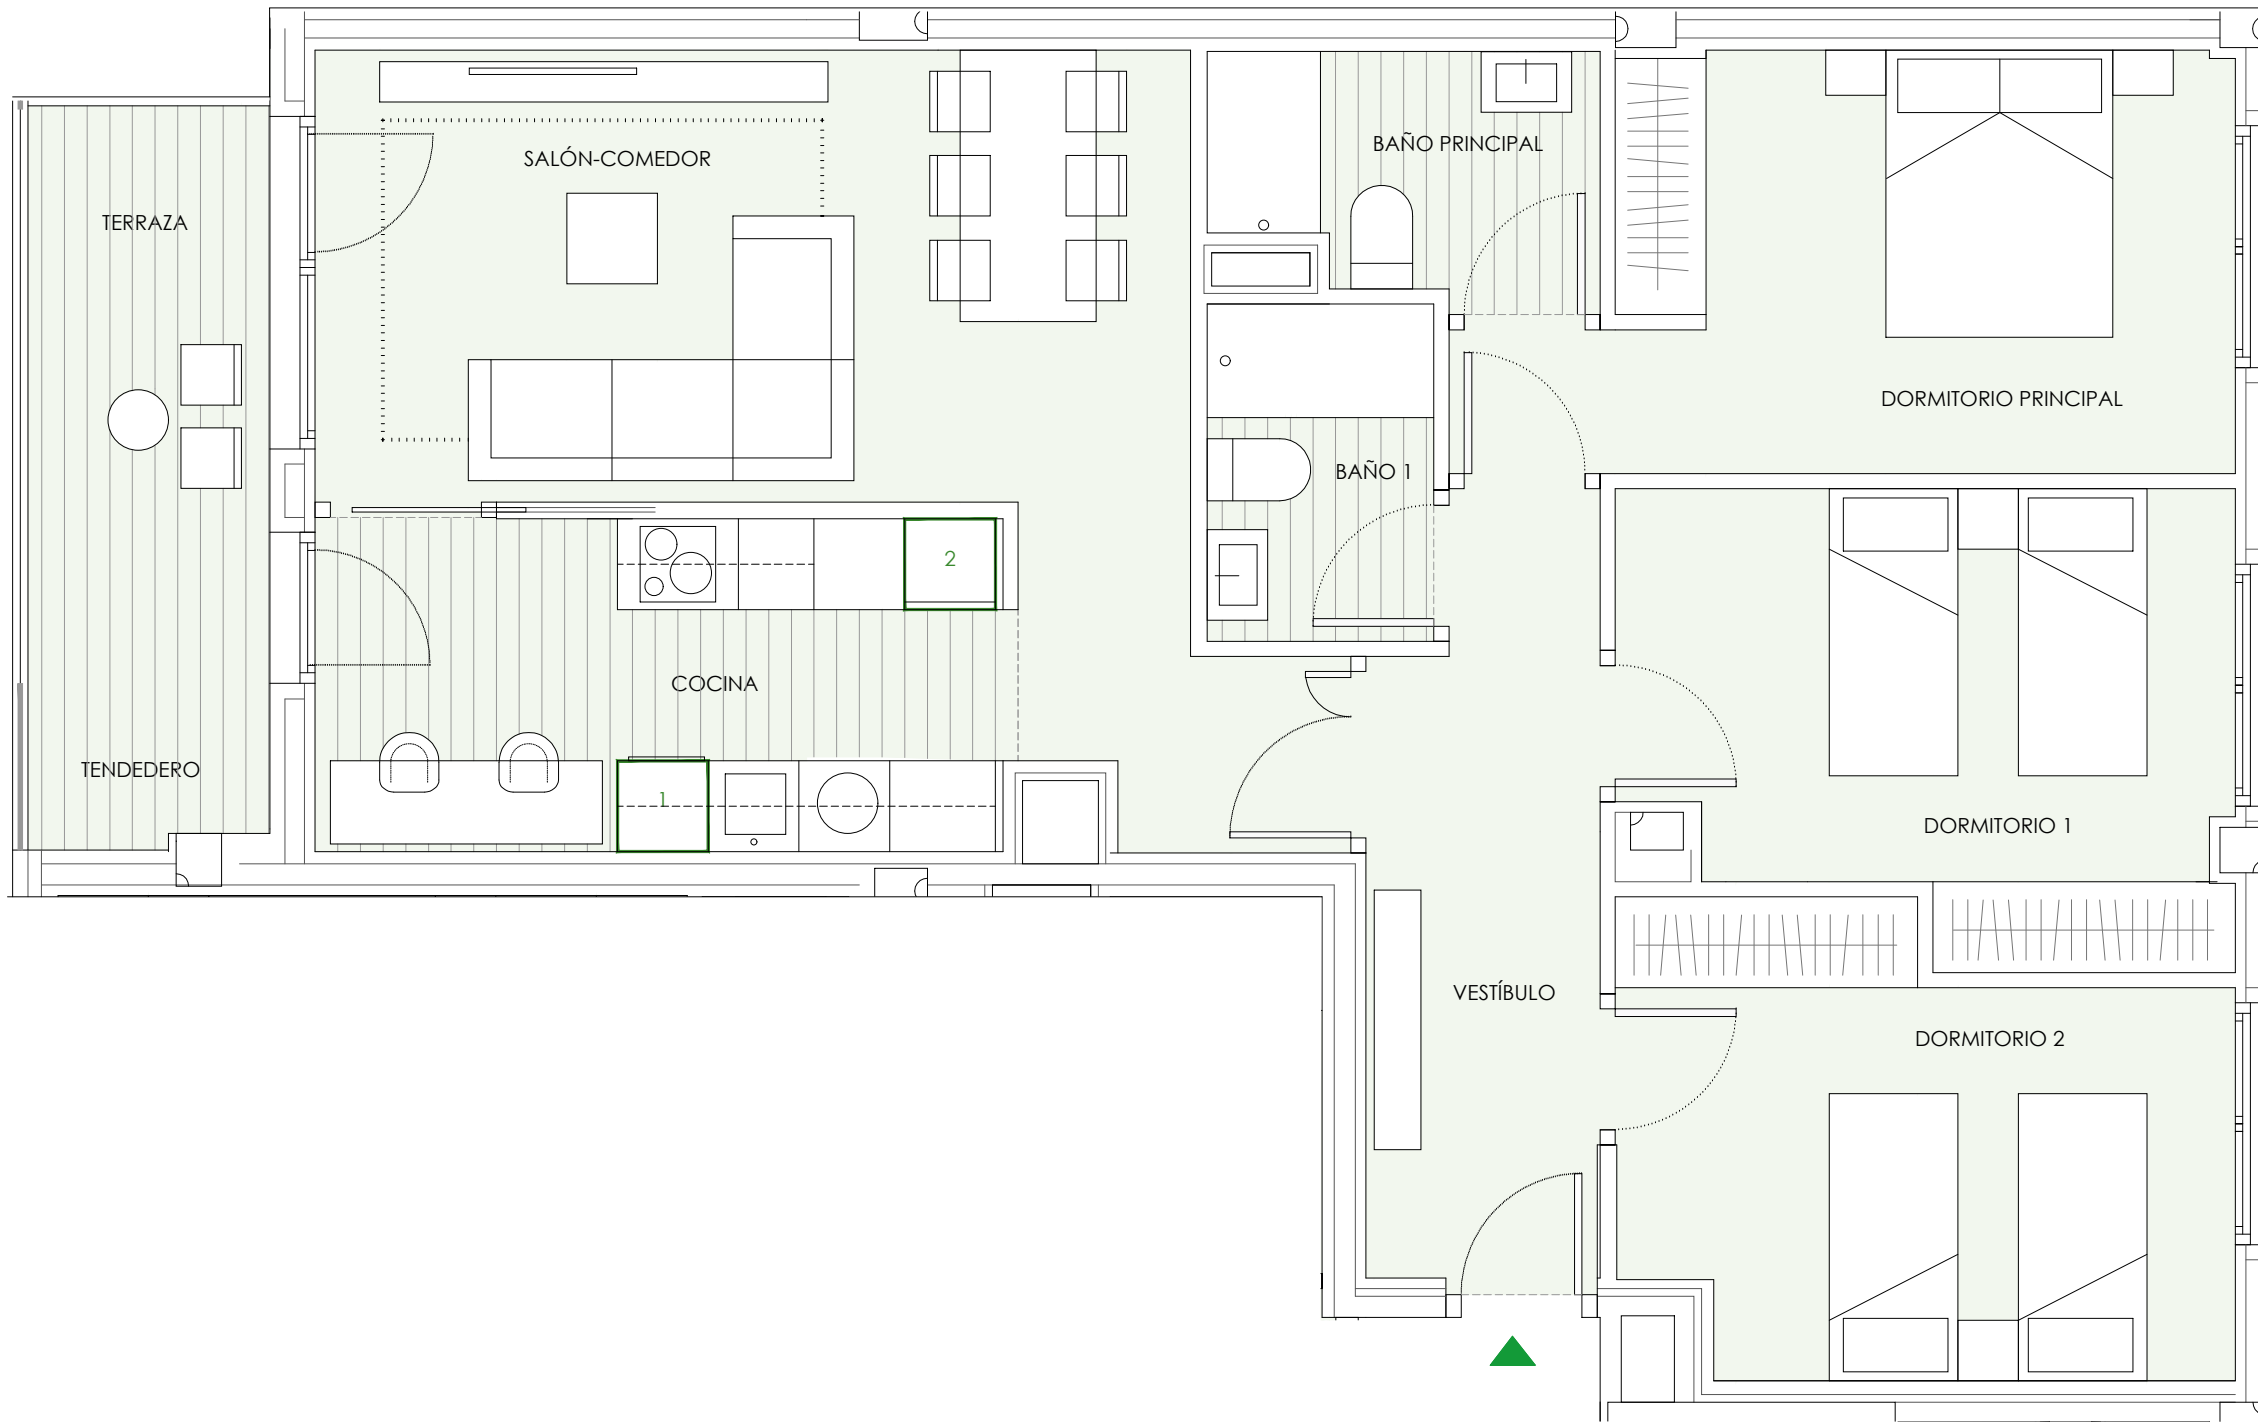 BAÑO PRINCIPAL
SALÓN-COMEDOR
TERRAZA
DORMITORIO PRINCIPAL
BAÑO 1
2
COCINA
TENDEDERO
1
DORMITORIO 1
VESTÍBULO
DORMITORIO 2